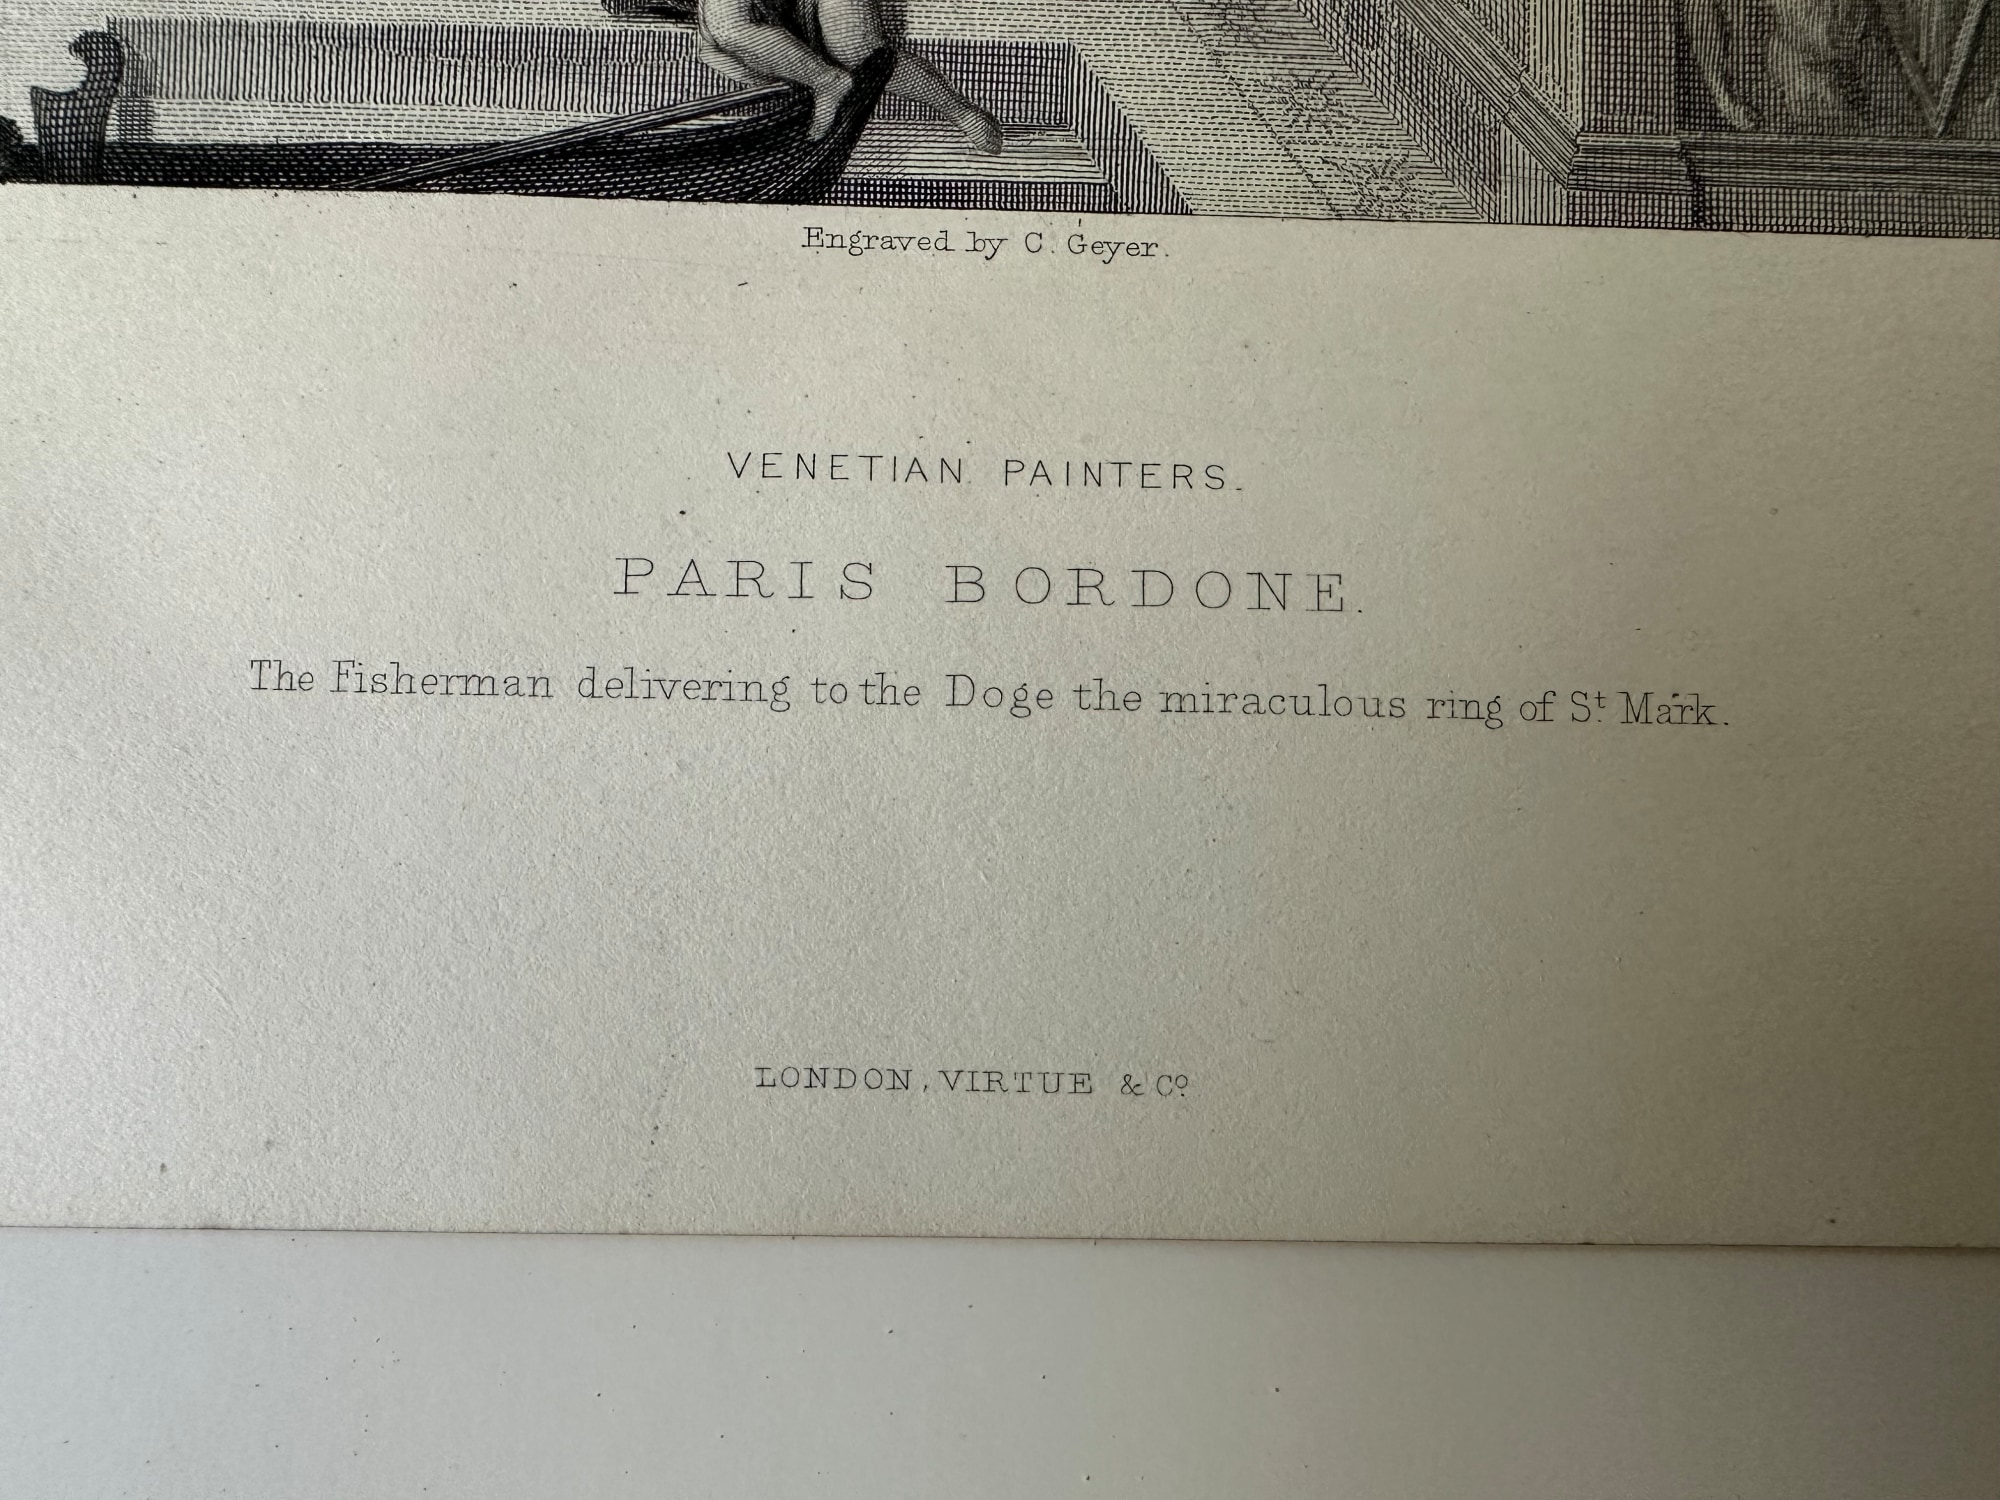 Engraved by C. Geyer.
VENETIAN PAINTERS.
PARIS BORDONE.
The Fisherman delivering to the Doge the miraculous ring of St. Mark.
LONDON, VIRTUE & Co.